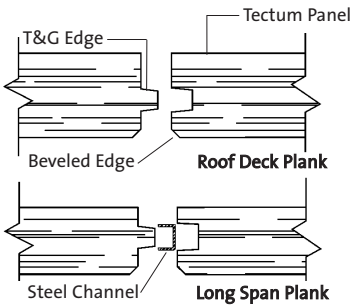 Tectum Panel
T&G Edge
Beveled Edge
Roof Deck Plank
Steel Channel
Long Span Plank